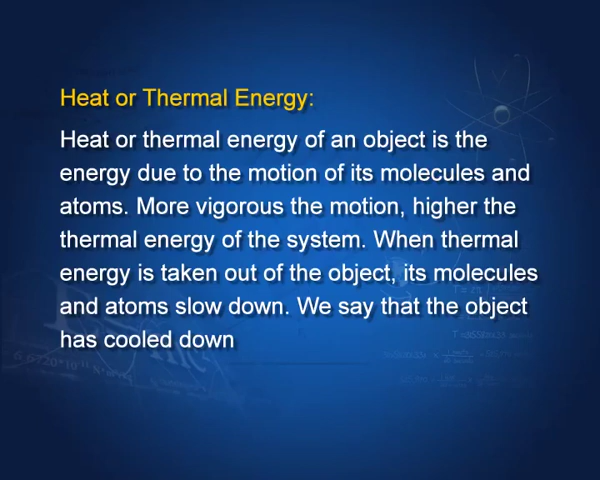 Heat or Thermal Energy:
Heat or thermal energy of an object is the
energy due to the motion of its molecules and
atoms. More vigorous the motion, higher the
thermal energy of the system. When thermal
energy is taken out of the object, its molecules
and atoms slow down. We say that the object
has cooled down